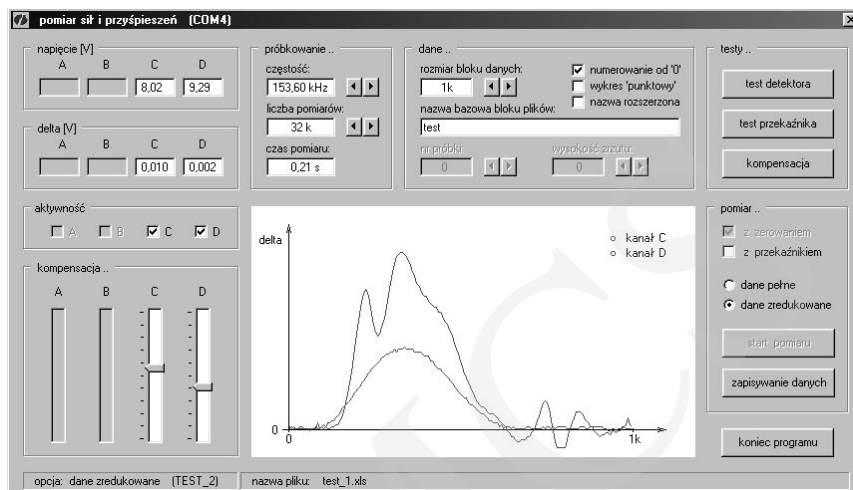 pomiar sił i przyśpieszeń (COM4)
napięcie [V]
A B C D
8,02 9,29
delta [V]
A B C D
0,010 0,002
próbkowanie ..
częstość:
153,60 kHz
liczba pomiarów:
32 k
czas pomiaru:
0,21 s
dane ..
rozmiar bloku danych:
1k
numerowanie od '0'
wykres 'punktowy'
nazwa rozszerzona
nazwa bazowa bloku plików:
test
nr próbki:
0
wysokość zrzutu:
0
testy ..
test detektora
test przekaźnika
kompensacja
aktywność
A B C D
kompensacja ..
A B C D
delta
kanał C
kanał D
0
0 1k
pomiar ..
z zerowaniem
z przekaźnikiem
dane pełne
dane zredukowane
start pomiaru
zapisywanie danych
koniec programu
opcja: dane zredukowane (TEST_2)
nazwa pliku: test_1.xls